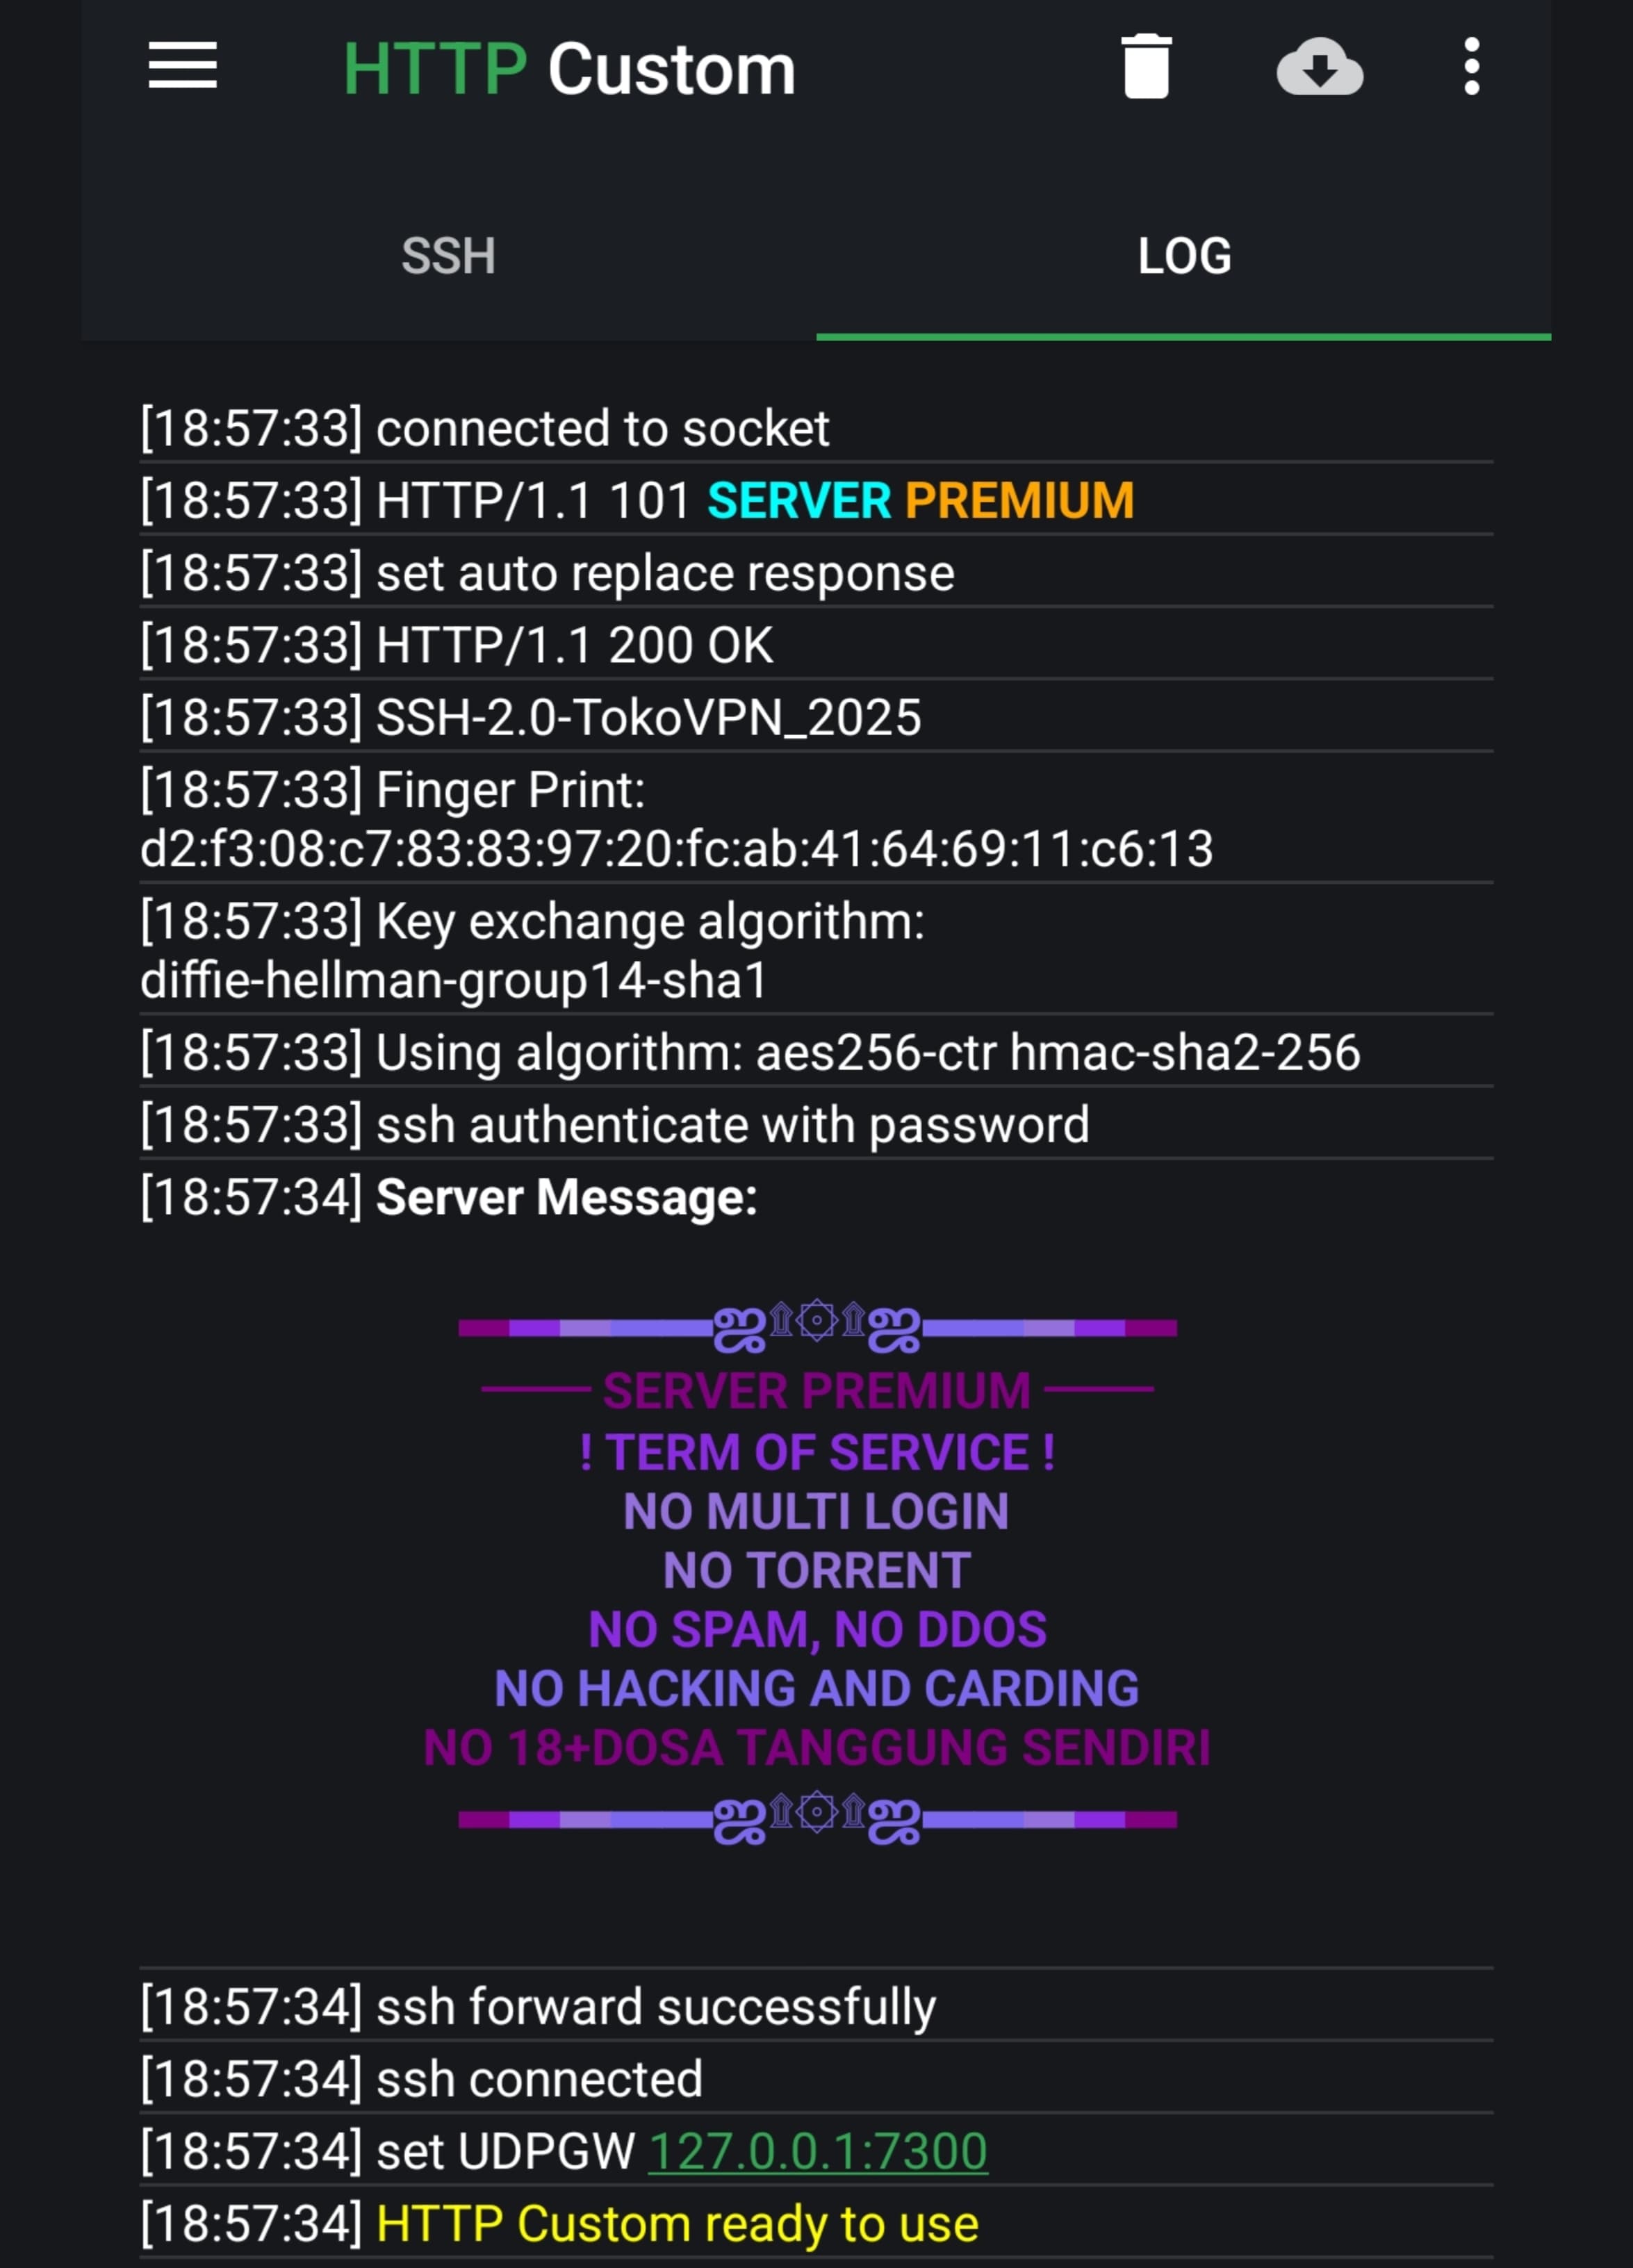 HTTP Custom
SSH
LOG
[18:57:33] connected to socket
[18:57:33] HTTP/1.1 101 SERVER PREMIUM
[18:57:33] set auto replace response
[18:57:33] HTTP/1.1 200 OK
[18:57:33] SSH-2.0-TokoVPN_2025
[18:57:33] Finger Print:
d2:f3:08:c7:83:83:97:20:fc:ab:41:64:69:11:c6:13
[18:57:33] Key exchange algorithm:
diffie-hellman-group14-sha1
[18:57:33] Using algorithm: aes256-ctr hmac-sha2-256
[18:57:33] ssh authenticate with password
[18:57:34] Server Message:
ஜ۩۞۩ஜ
—— SERVER PREMIUM ——
! TERM OF SERVICE !
NO MULTI LOGIN
NO TORRENT
NO SPAM, NO DDOS
NO HACKING AND CARDING
NO 18+DOSA TANGGUNG SENDIRI
ஜ۩۞۩ஜ
[18:57:34] ssh forward successfully
[18:57:34] ssh connected
[18:57:34] set UDPGW 127.0.0.1:7300
[18:57:34] HTTP Custom ready to use